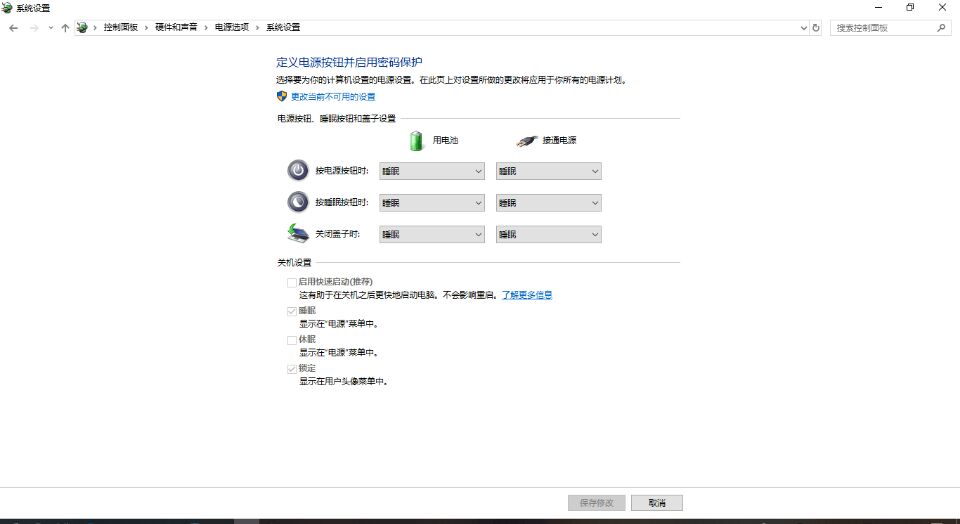 系统设置
控制面板 › 硬件和声音 › 电源选项 › 系统设置
搜索控制面板
定义电源按钮并启用密码保护
选择要为你的计算机设置的电源设置。在此页上对设置所做的更改将应用于你所有的电源计划。
更改当前不可用的设置
电源按钮、睡眠按钮和盖子设置
用电池 接通电源
按电源按钮时: 睡眠 睡眠
按睡眠按钮时: 睡眠 睡眠
关闭盖子时: 睡眠 睡眠
关机设置
启用快速启动(推荐)
这有助于在关机之后更快地启动电脑。不会影响重启。了解更多信息
睡眠
显示在"电源"菜单中。
休眠
显示在"电源"菜单中。
锁定
显示在用户头像菜单中。
保存修改 取消